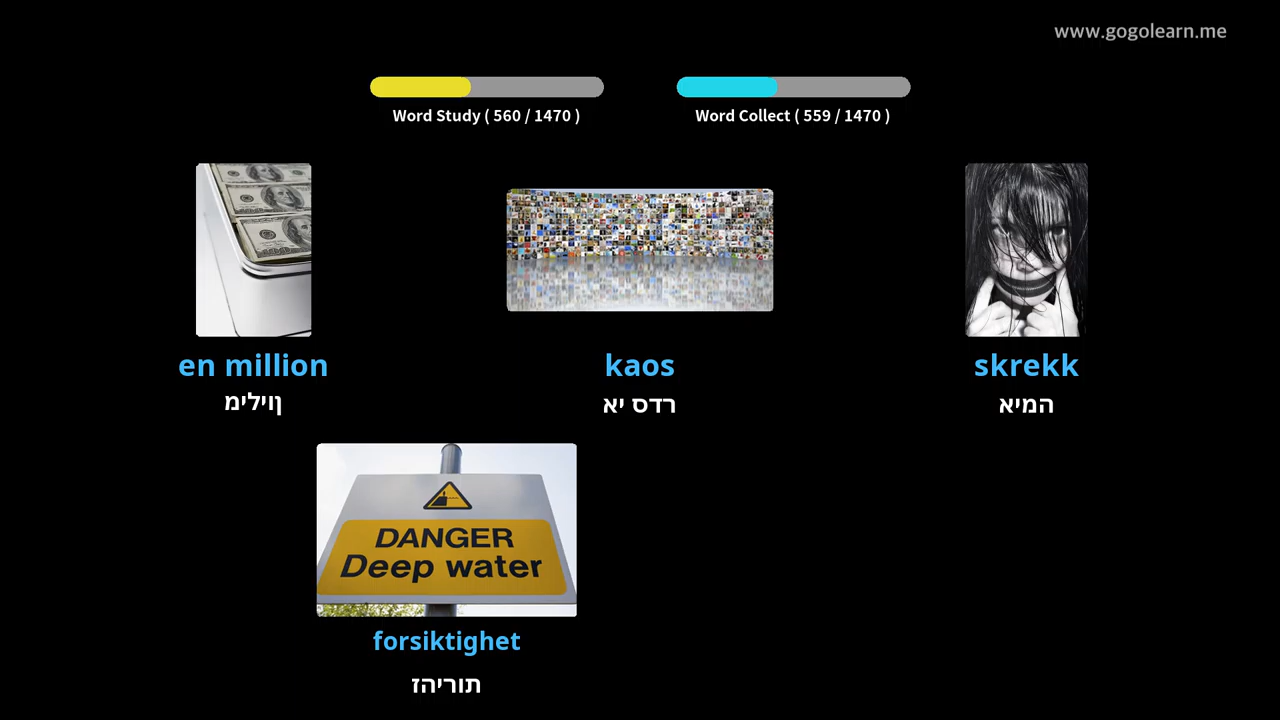 www.gogolearn.me
Word Study ( 560 / 1470 )
Word Collect ( 559 / 1470 )
en million
ןוילימ
kaos
רדס יא
skrekk
המיא
DANGER
Deep water
forsiktighet
תוריהז